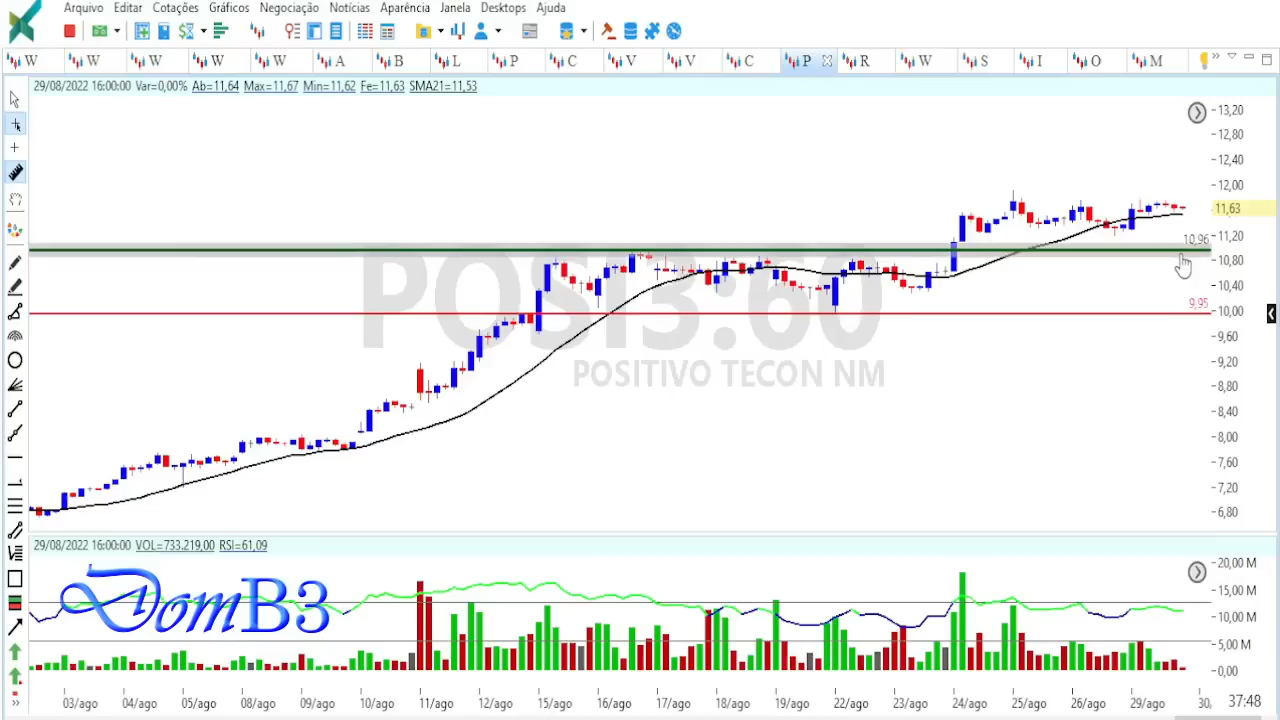 Arquivo Editar Cotações Gráficos Negociação Notícias Aparência Janela Desktops Ajuda
W W W W W A B L P C V V C P R W S I O M
29/08/2022 16:00:00 Var=0,00% Ab=11,64 Max=11,67 Min=11,62 Fe=11,63 SMA21=11,53
13,20
12,80
12,40
12,00
11,63
11,20
10,96
10,80
10,40
9,95
10,00
9,60
9,20
8,80
8,40
8,00
7,60
7,20
6,80
POSI3:60
POSITIVO TECON NM
29/08/2022 16:00:00 VOL=733.219,00 RSI=61,09
DomB3
20,00 M
15,00 M
10,00 M
5,00 M
0,00
03/ago 04/ago 05/ago 08/ago 09/ago 10/ago 11/ago 12/ago 15/ago 16/ago 17/ago 18/ago 19/ago 22/ago 23/ago 24/ago 25/ago 26/ago 29/ago 30, 37:48